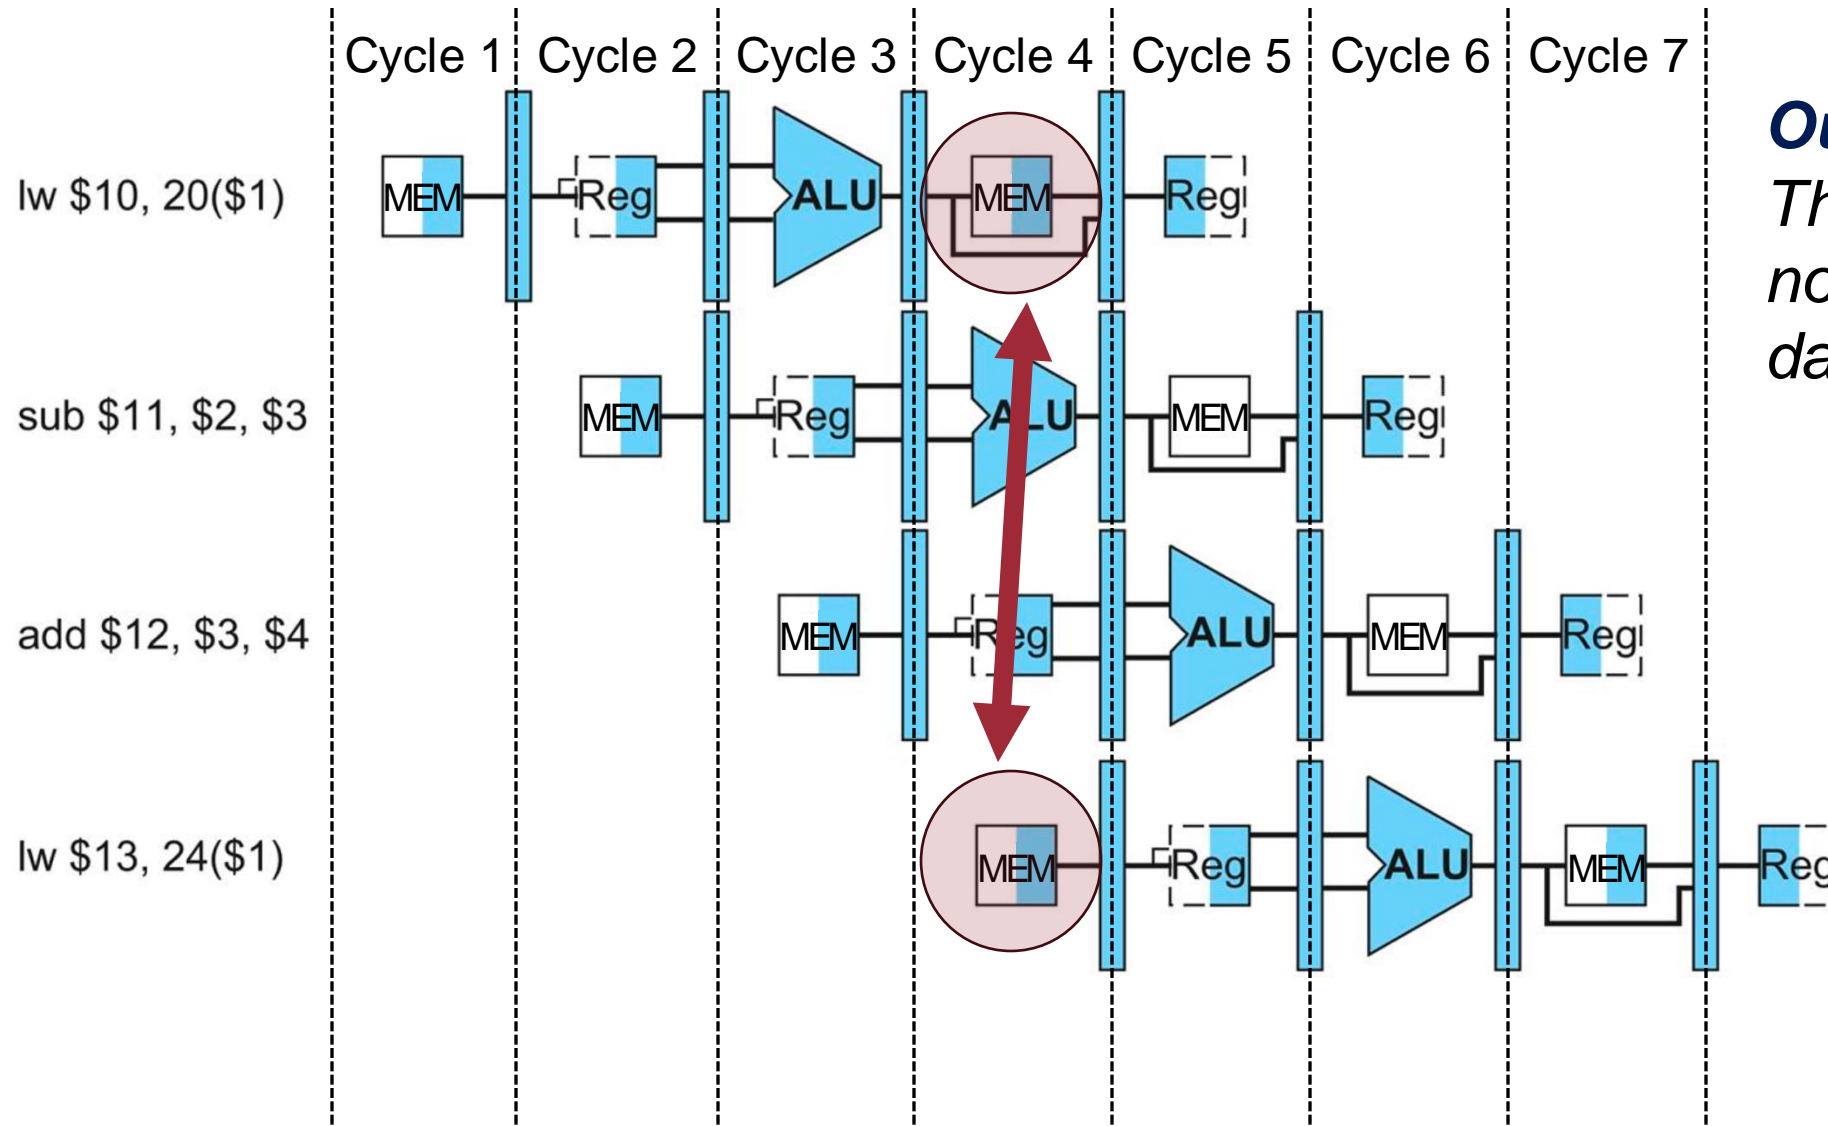 Cycle 1 Cycle 2 Cycle 3 Cycle 4 Cycle 5 Cycle 6 Cycle 7
lw $10, 20($1) MEM Reg ALU MEM Reg
sub $11, $2, $3 MEM Reg ALU MEM Reg
add $12, $3, $4 MEM Reg ALU MEM Reg
lw $13, 24($1) MEM Reg ALU MEM Reg